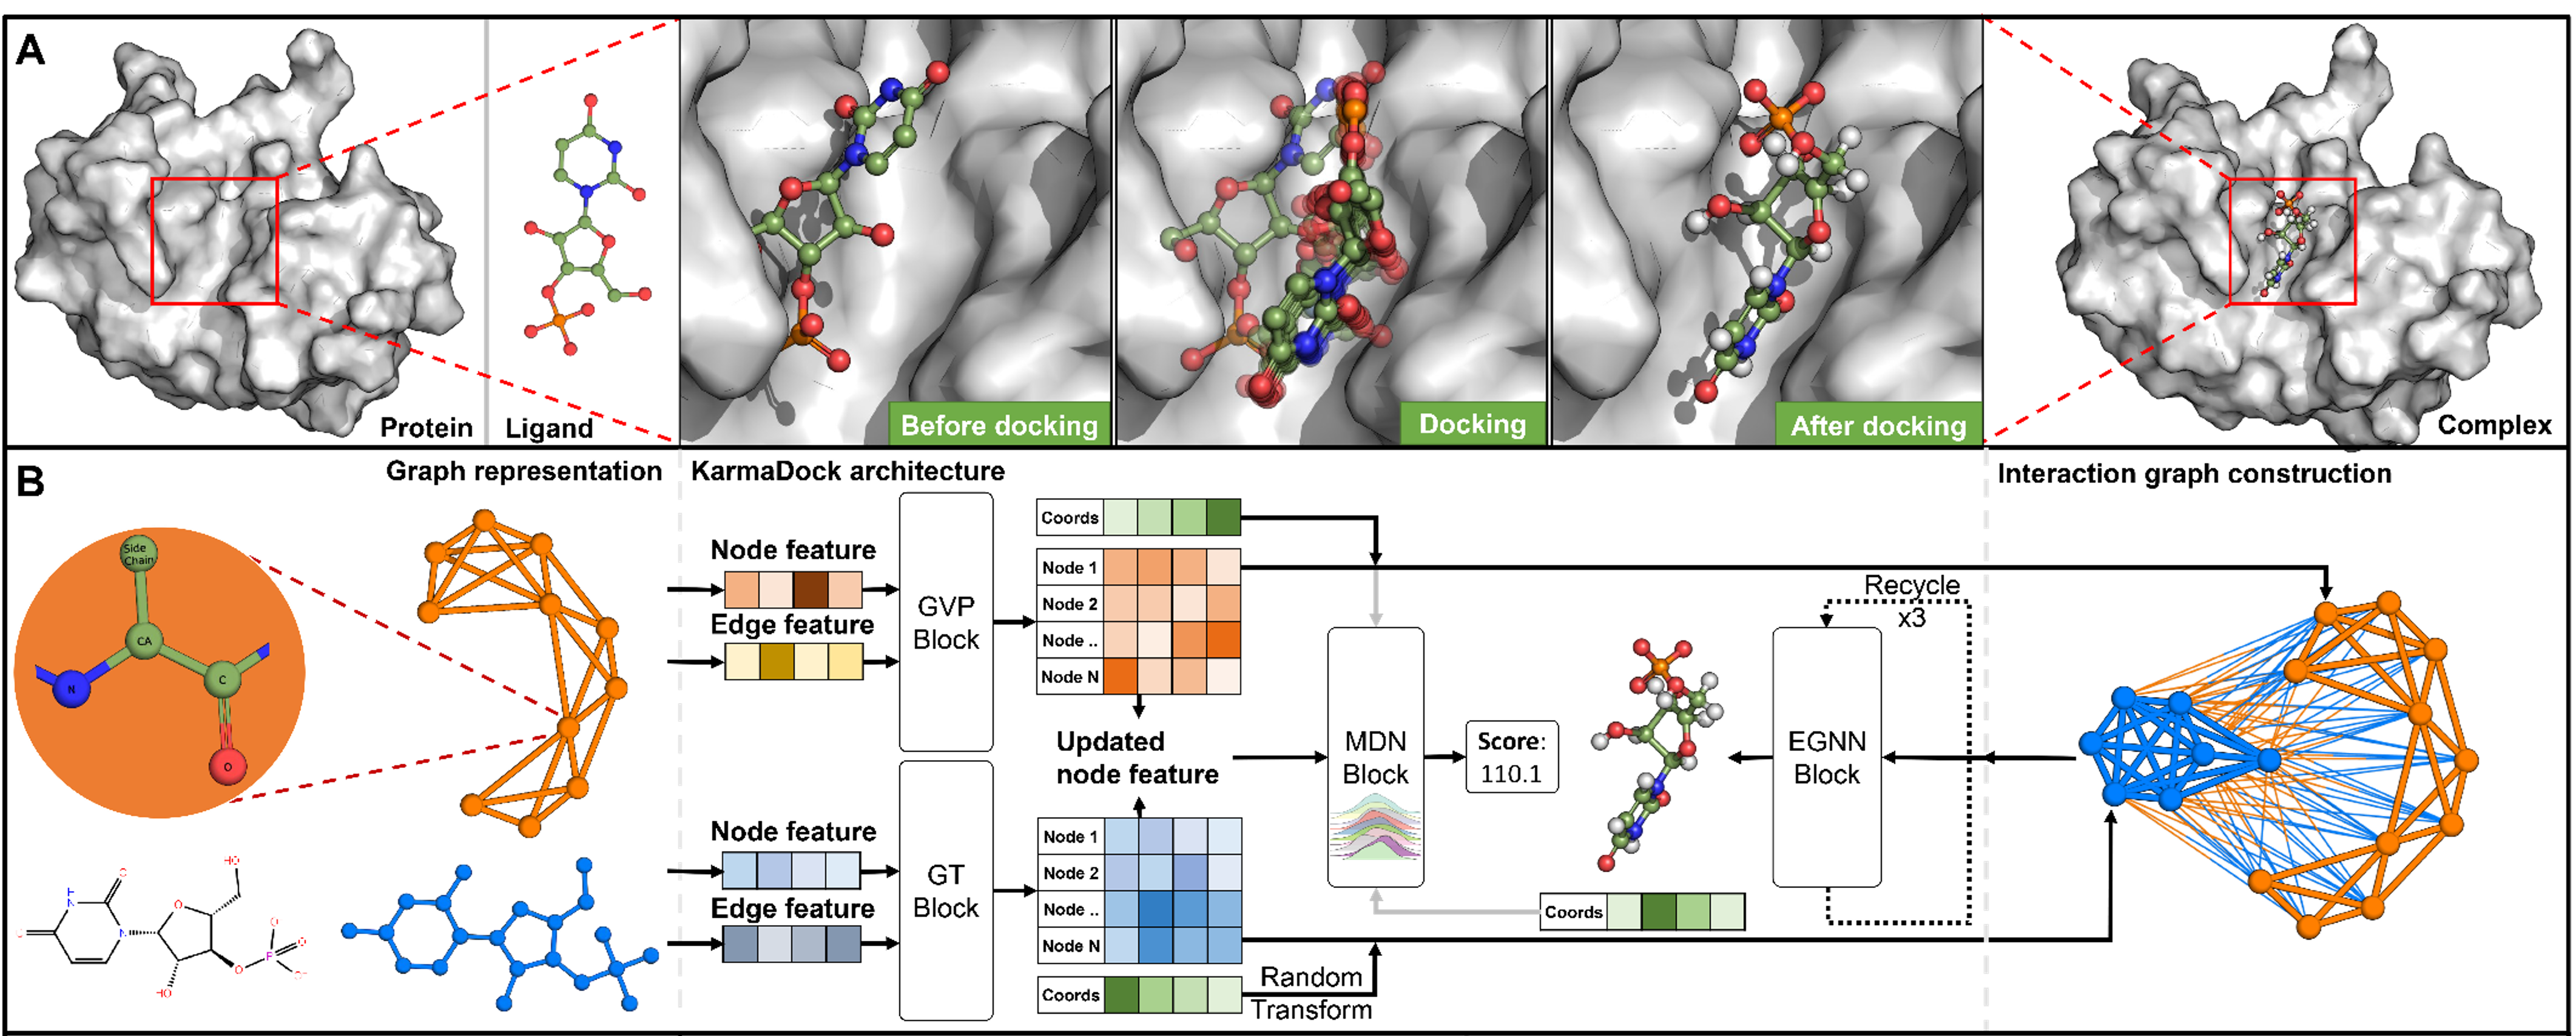 A
Protein
Ligand
Before docking
Docking
After docking
Complex
B
Graph representation
KarmaDock architecture
Interaction graph construction
Side
Chain
CA
N
C
O
Node feature
Edge feature
GVP
Block
Coords
Node 1
Node 2
Node ..
Node N
Updated
node feature
MDN
Block
Score:
110.1
Recycle
x3
EGNN
Block
Node feature
Edge feature
GT
Block
Node 1
Node 2
Node ..
Node N
Coords
Random
Transform
Coords
HO
H
N
O
O
N
O
HO
O
P
O
O
O⁻